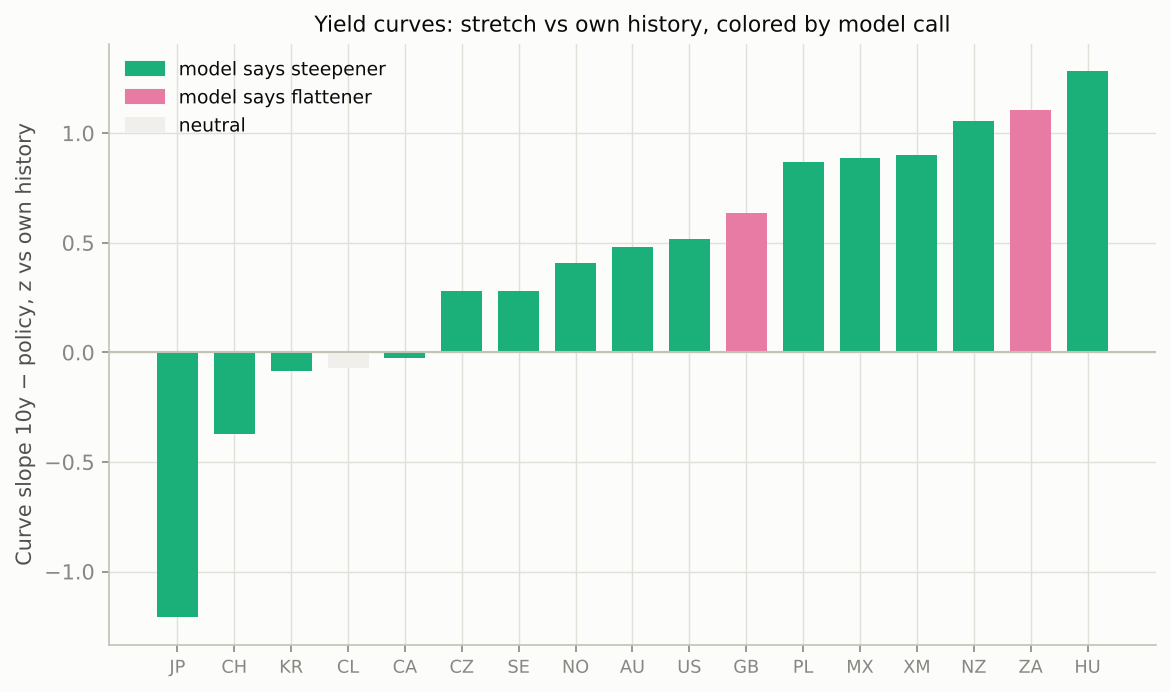 Yield curves: stretch vs own history, colored by model call
model says steepener
model says flattener
neutral
Curve slope 10y − policy, z vs own history
1.0
0.5
0.0
−0.5
−1.0
JP CH KR CL CA CZ SE NO AU US GB PL MX XM NZ ZA HU